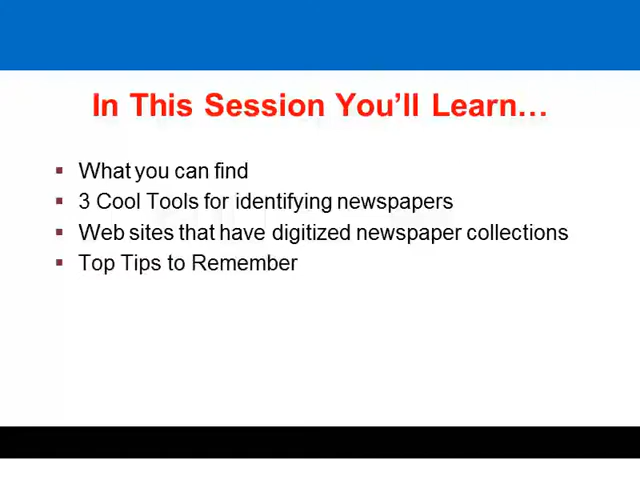 In This Session You’ll Learn…
What you can find
3 Cool Tools for identifying newspapers
Web sites that have digitized newspaper collections
Top Tips to Remember